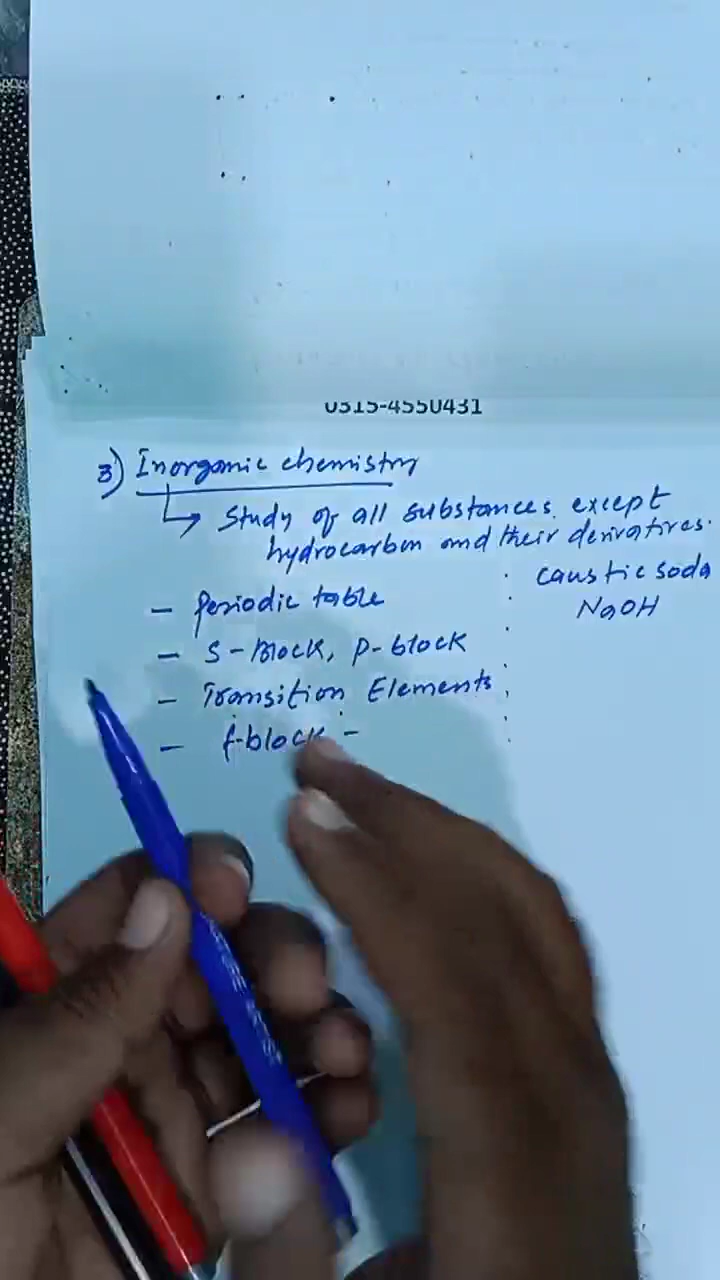 0315-4550431
3) Inorganic chemistry
Study of all substances except
hydrocarbon and their derivatives.
- Periodic table
- s-block, p-block
- Transition Elements
- f-block -
caustic soda
NaOH